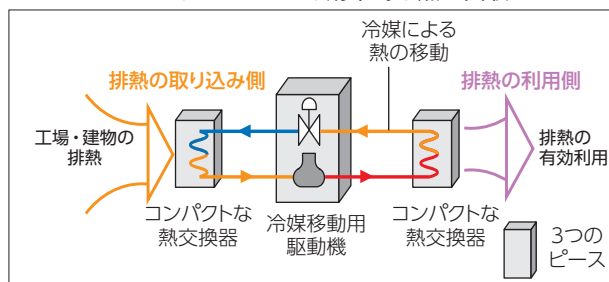 冷媒による
熱の移動
排熱の取り込み側
排熱の利用側
工場・建物の
排熱
排熱の
有効利用
コンパクトな
熱交換器
冷媒移動用
駆動機
コンパクトな
熱交換器
3つの
ピース